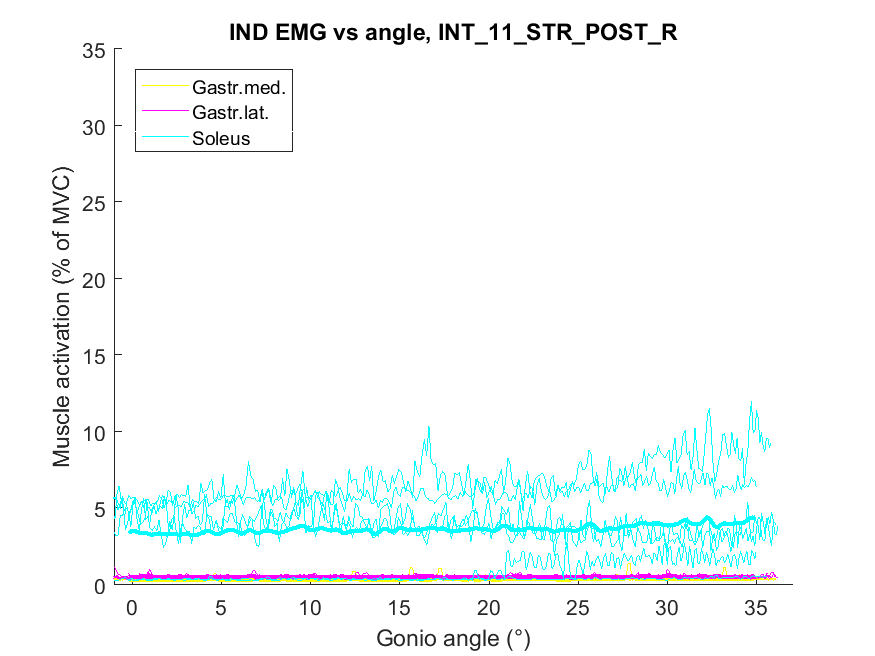 IND EMG vs angle, INT_11_STR_POST_R
35
30
25
20
15
10
5
0
Muscle activation (% of MVC)
Gastr.med.
Gastr.lat.
Soleus
0 5 10 15 20 25 30 35
Gonio angle (°)